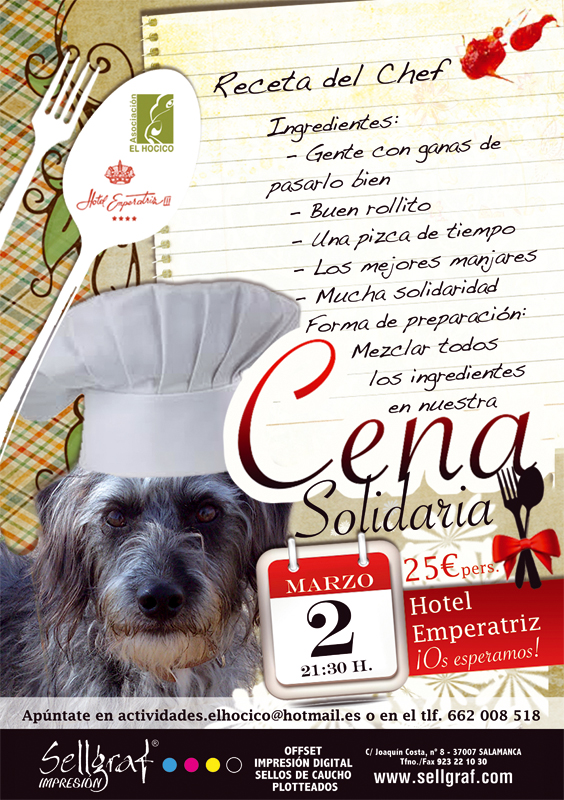 Receta del Chef
Ingredientes:
- Gente con ganas de
pasarlo bien
- Buen rollito
- Una pizca de tiempo
- Los mejores manjares
- Mucha solidaridad
Forma de preparación:
Mezclar todos
los ingredientes
en nuestra
Cena
Solidaria
Asociación
EL HOCICO
Hotel Emperatriz III
MARZO
2
21:30 H.
25€ pers.
Hotel
Emperatriz
¡Os esperamos!
Apúntate en actividades.elhocico@hotmail.es o en el tlf. 662 008 518
Sellgraf®
IMPRESIÓN
OFFSET
IMPRESIÓN DIGITAL
SELLOS DE CAUCHO
PLOTTEADOS
C/ Joaquín Costa, nº 8 - 37007 SALAMANCA
Tfno./Fax 923 22 10 30
www.sellgraf.com